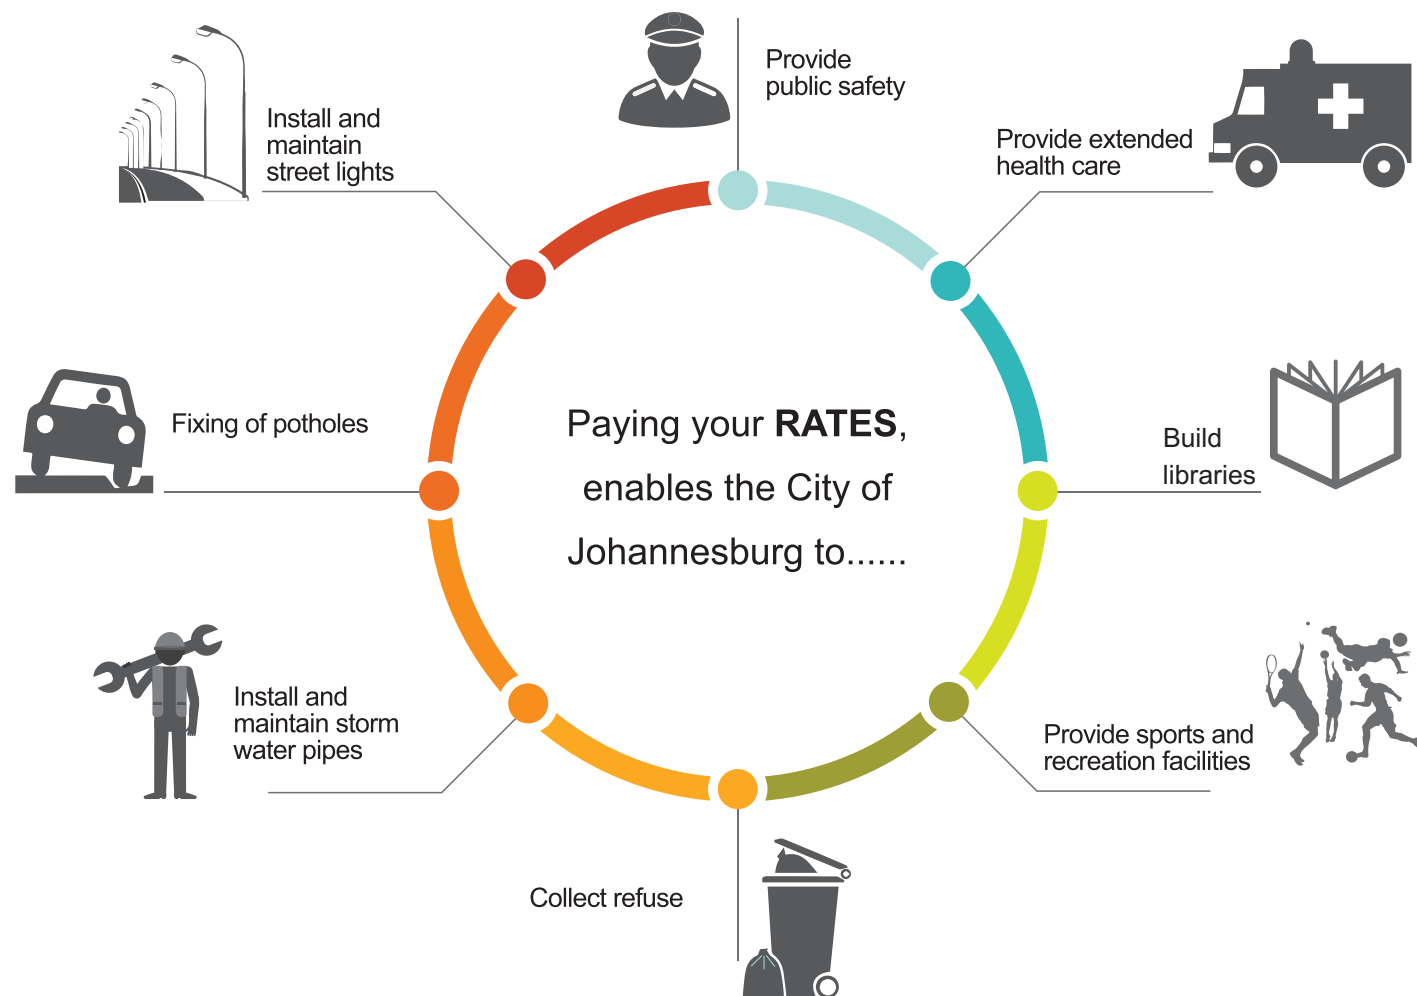 Provide
public safety
Provide extended
health care
Build
libraries
Provide sports and
recreation facilities
Collect refuse
Install and
maintain storm
water pipes
Fixing of potholes
Install and
maintain
street lights
Paying your RATES,
enables the City of
Johannesburg to......